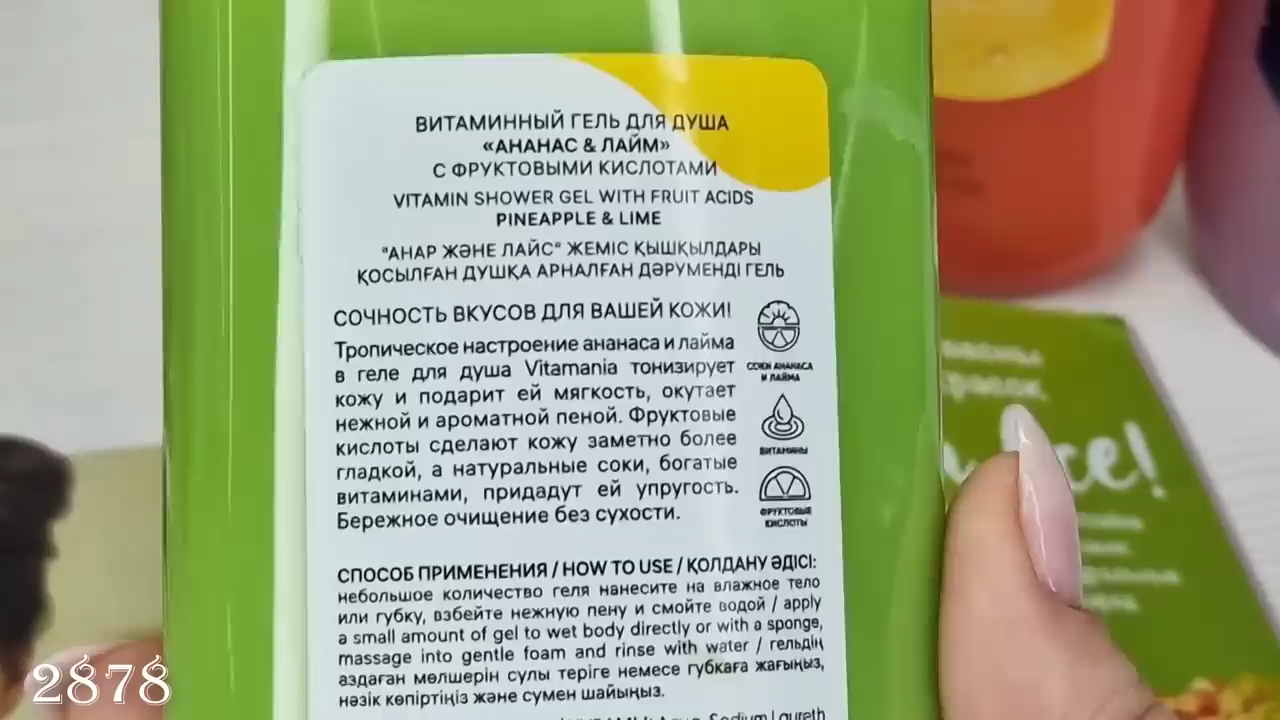 ВИТАМИННЫЙ ГЕЛЬ ДЛЯ ДУША
«АНАНАС & ЛАЙМ»
С ФРУКТОВЫМИ КИСЛОТАМИ
VITAMIN SHOWER GEL WITH FRUIT ACIDS
PINEAPPLE & LIME
"АНАР ЖӘНЕ ЛАЙС" ЖЕМІС ҚЫШҚЫЛДАРЫ
ҚОСЫЛҒАН ДУШҚА АРНАЛҒАН ДӘРУМЕНДІ ГЕЛЬ
СОЧНОСТЬ ВКУСОВ ДЛЯ ВАШЕЙ КОЖИ!
Тропическое настроение ананаса и лайма
в геле для душа Vitamania тонизирует
кожу и подарит ей мягкость, окутает
нежной и ароматной пеной. Фруктовые
кислоты сделают кожу заметно более
гладкой, а натуральные соки, богатые
витаминами, придадут ей упругость.
Бережное очищение без сухости.
СОКИ АНАНАСА
И ЛАЙМА
ВИТАМИНЫ
ФРУКТОВЫЕ
КИСЛОТЫ
СПОСОБ ПРИМЕНЕНИЯ / HOW TO USE / ҚОЛДАНУ ӘДІСІ:
небольшое количество геля нанесите на влажное тело
или губку, взбейте нежную пену и смойте водой / apply
a small amount of gel to wet body directly or with a sponge,
massage into gentle foam and rinse with water / гельдің
аздаған мөлшерін сулы теріге немесе губкаға жағыңыз,
нәзік көпіртіңіз және сумен шайыңыз.
Aqua, Sodium Laureth
2878